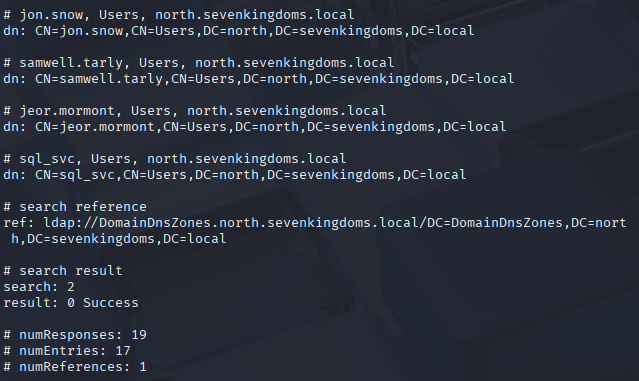 # jon.snow, Users, north.sevenkingdoms.local
dn: CN=jon.snow,CN=Users,DC=north,DC=sevenkingdoms,DC=local
# samwell.tarly, Users, north.sevenkingdoms.local
dn: CN=samwell.tarly,CN=Users,DC=north,DC=sevenkingdoms,DC=local
# jeor.mormont, Users, north.sevenkingdoms.local
dn: CN=jeor.mormont,CN=Users,DC=north,DC=sevenkingdoms,DC=local
# sql_svc, Users, north.sevenkingdoms.local
dn: CN=sql_svc,CN=Users,DC=north,DC=sevenkingdoms,DC=local
# search reference
ref: ldap://DomainDnsZones.north.sevenkingdoms.local/DC=DomainDnsZones,DC=nort
h,DC=sevenkingdoms,DC=local
# search result
search: 2
result: 0 Success
# numResponses: 19
# numEntries: 17
# numReferences: 1